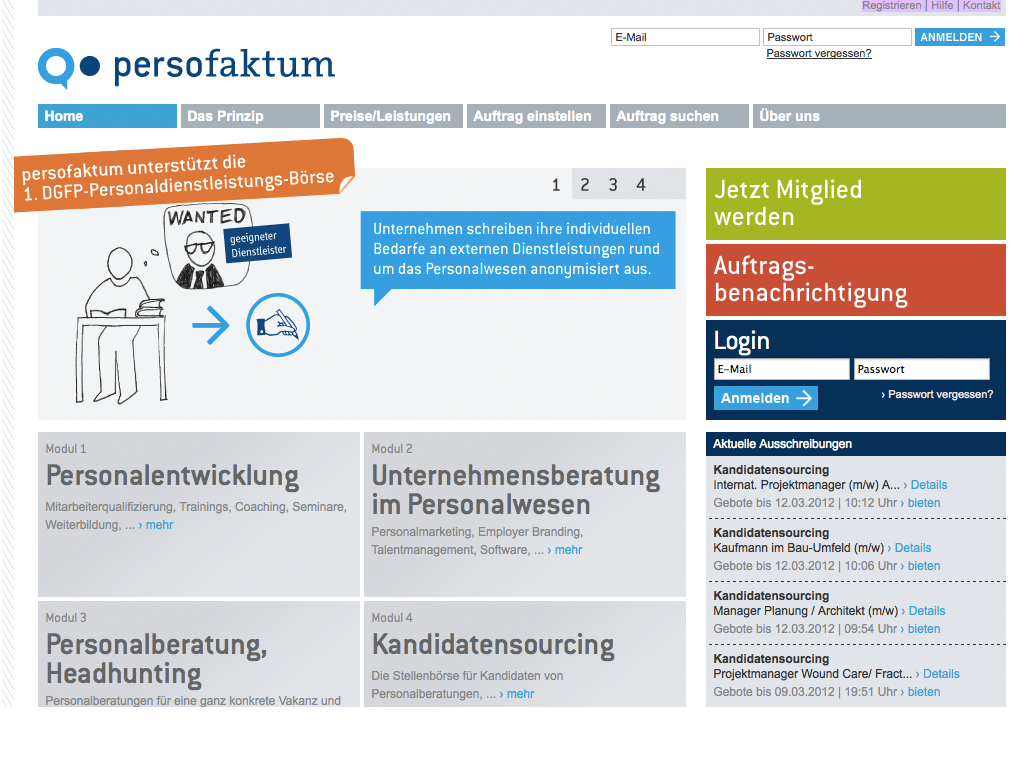 Registrieren | Hilfe | Kontakt
E-Mail
Passwort
ANMELDEN
Passwort vergessen?
persofaktum
Home
Das Prinzip
Preise/Leistungen
Auftrag einstellen
Auftrag suchen
Über uns
persofaktum unterstützt die
1. DGFP-Personaldienstleistungs-Börse
1 2 3 4
WANTED
geeigneter
Dienstleister
Unternehmen schreiben ihre individuellen
Bedarfe an externen Dienstleistungen rund
um das Personalwesen anonymisiert aus.
Jetzt Mitglied
werden
Auftrags-
benachrichtigung
Login
E-Mail
Passwort
Anmelden
› Passwort vergessen?
Modul 1
Personalentwicklung
Mitarbeiterqualifizierung, Trainings, Coaching, Seminare,
Weiterbildung, ... › mehr
Modul 2
Unternehmensberatung
im Personalwesen
Personalmarketing, Employer Branding,
Talentmanagement, Software, ... › mehr
Modul 3
Personalberatung,
Headhunting
Personalberatungen für eine ganz konkrete Vakanz und
Modul 4
Kandidatensourcing
Die Stellenbörse für Kandidaten von
Personalberatungen, ... › mehr
Aktuelle Ausschreibungen
Kandidatensourcing
Internat. Projektmanager (m/w) A... › Details
Gebote bis 12.03.2012 | 10:12 Uhr › bieten
Kandidatensourcing
Kaufmann im Bau-Umfeld (m/w) › Details
Gebote bis 12.03.2012 | 10:06 Uhr › bieten
Kandidatensourcing
Manager Planung / Architekt (m/w) › Details
Gebote bis 12.03.2012 | 09:54 Uhr › bieten
Kandidatensourcing
Projektmanager Wound Care/ Fract... › Details
Gebote bis 09.03.2012 | 19:51 Uhr › bieten